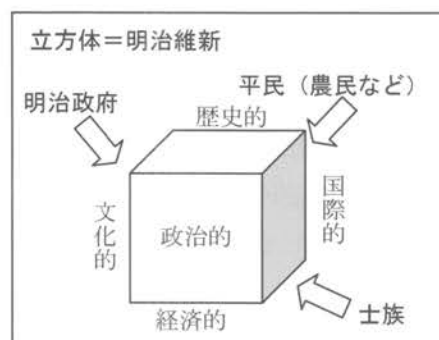 立方体＝明治維新
平民（農民など）
明治政府
歴史的
文化的
政治的
国際的
経済的
士族